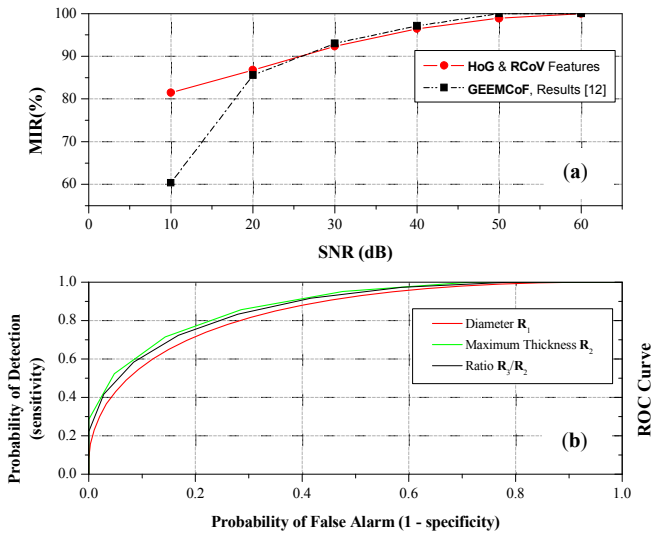 100
90
80
70
60
MIR(%)
HoG & RCoV Features
GEEMCoF, Results [12]
(a)
0 10 20 30 40 50 60
SNR (dB)
1.0
0.8
0.6
0.4
0.2
0.0
Probability of Detection
(sensitivity)
Diameter R1
Maximum Thickness R2
Ratio R3/R2
(b)
ROC Curve
0.0 0.2 0.4 0.6 0.8 1.0
Probability of False Alarm (1 - specificity)